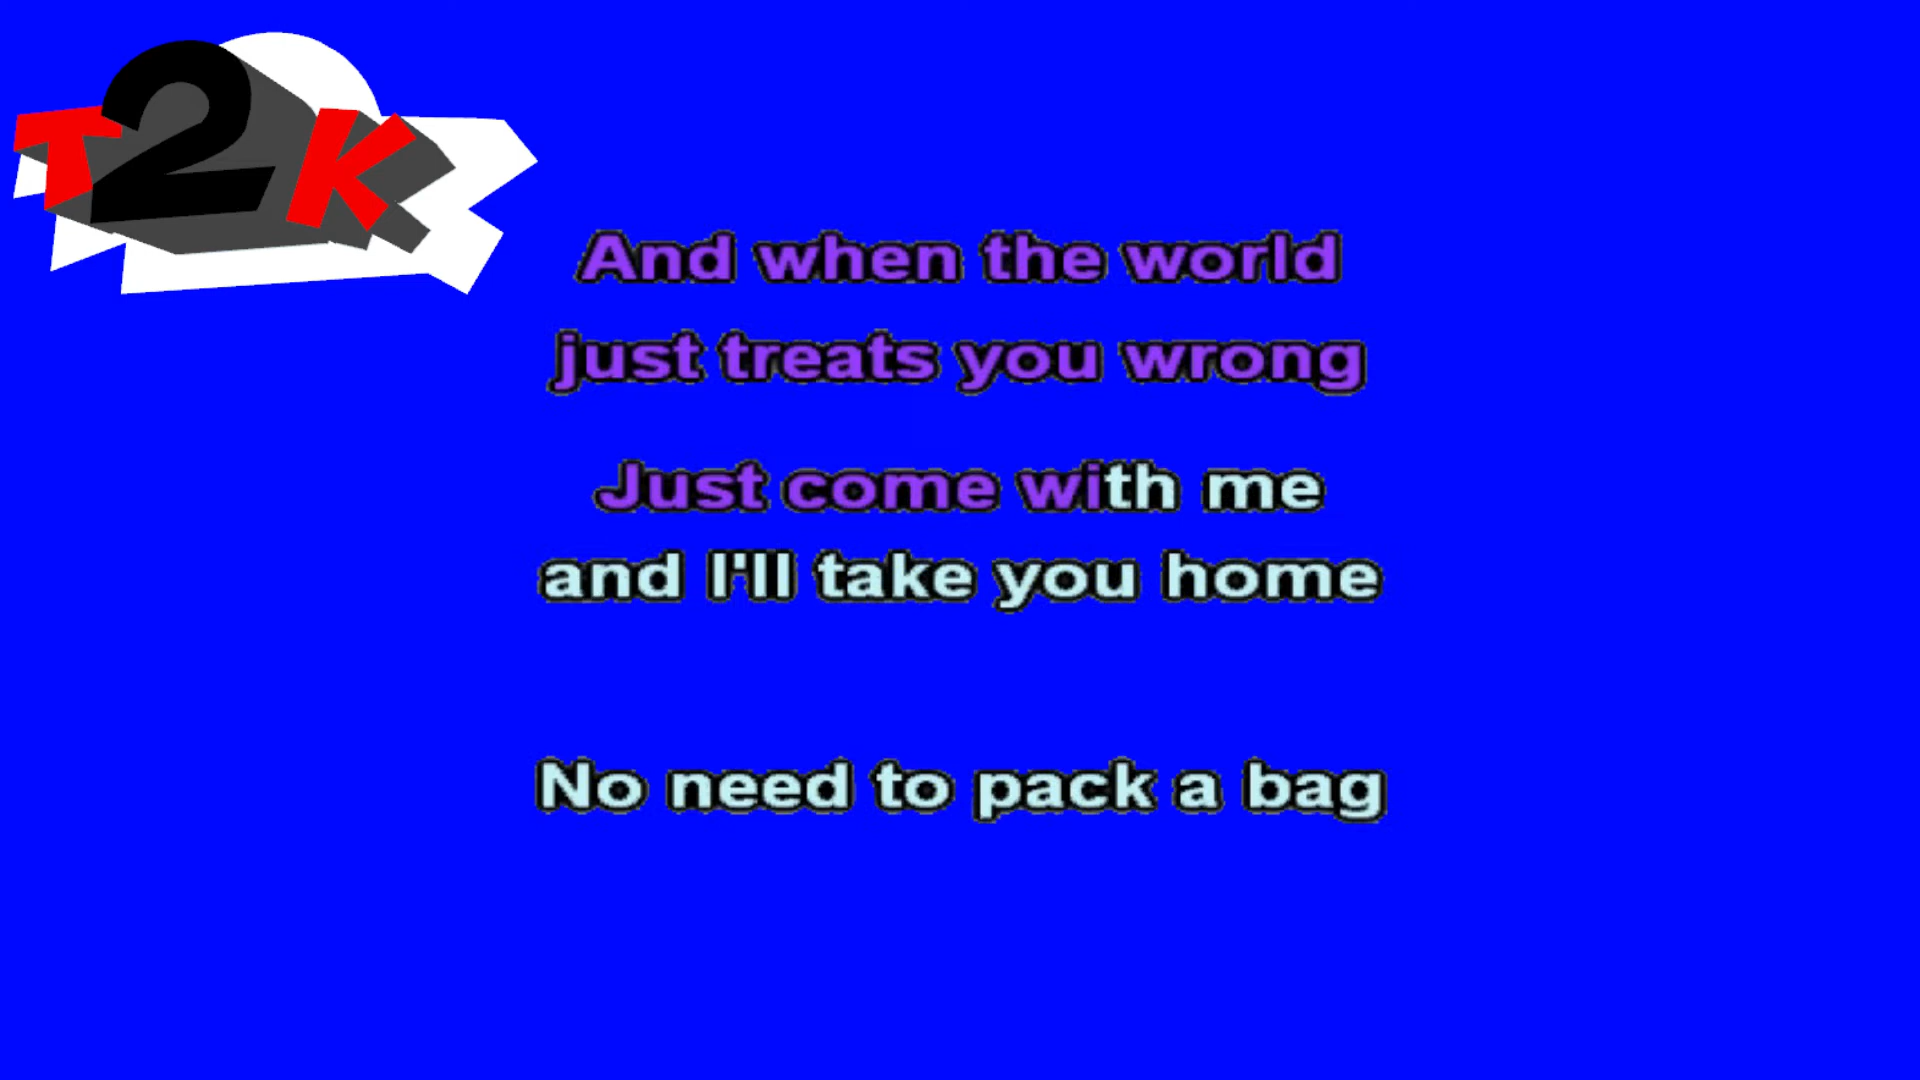 T2K
And when the world
just treats you wrong
Just come with me
and I'll take you home
No need to pack a bag